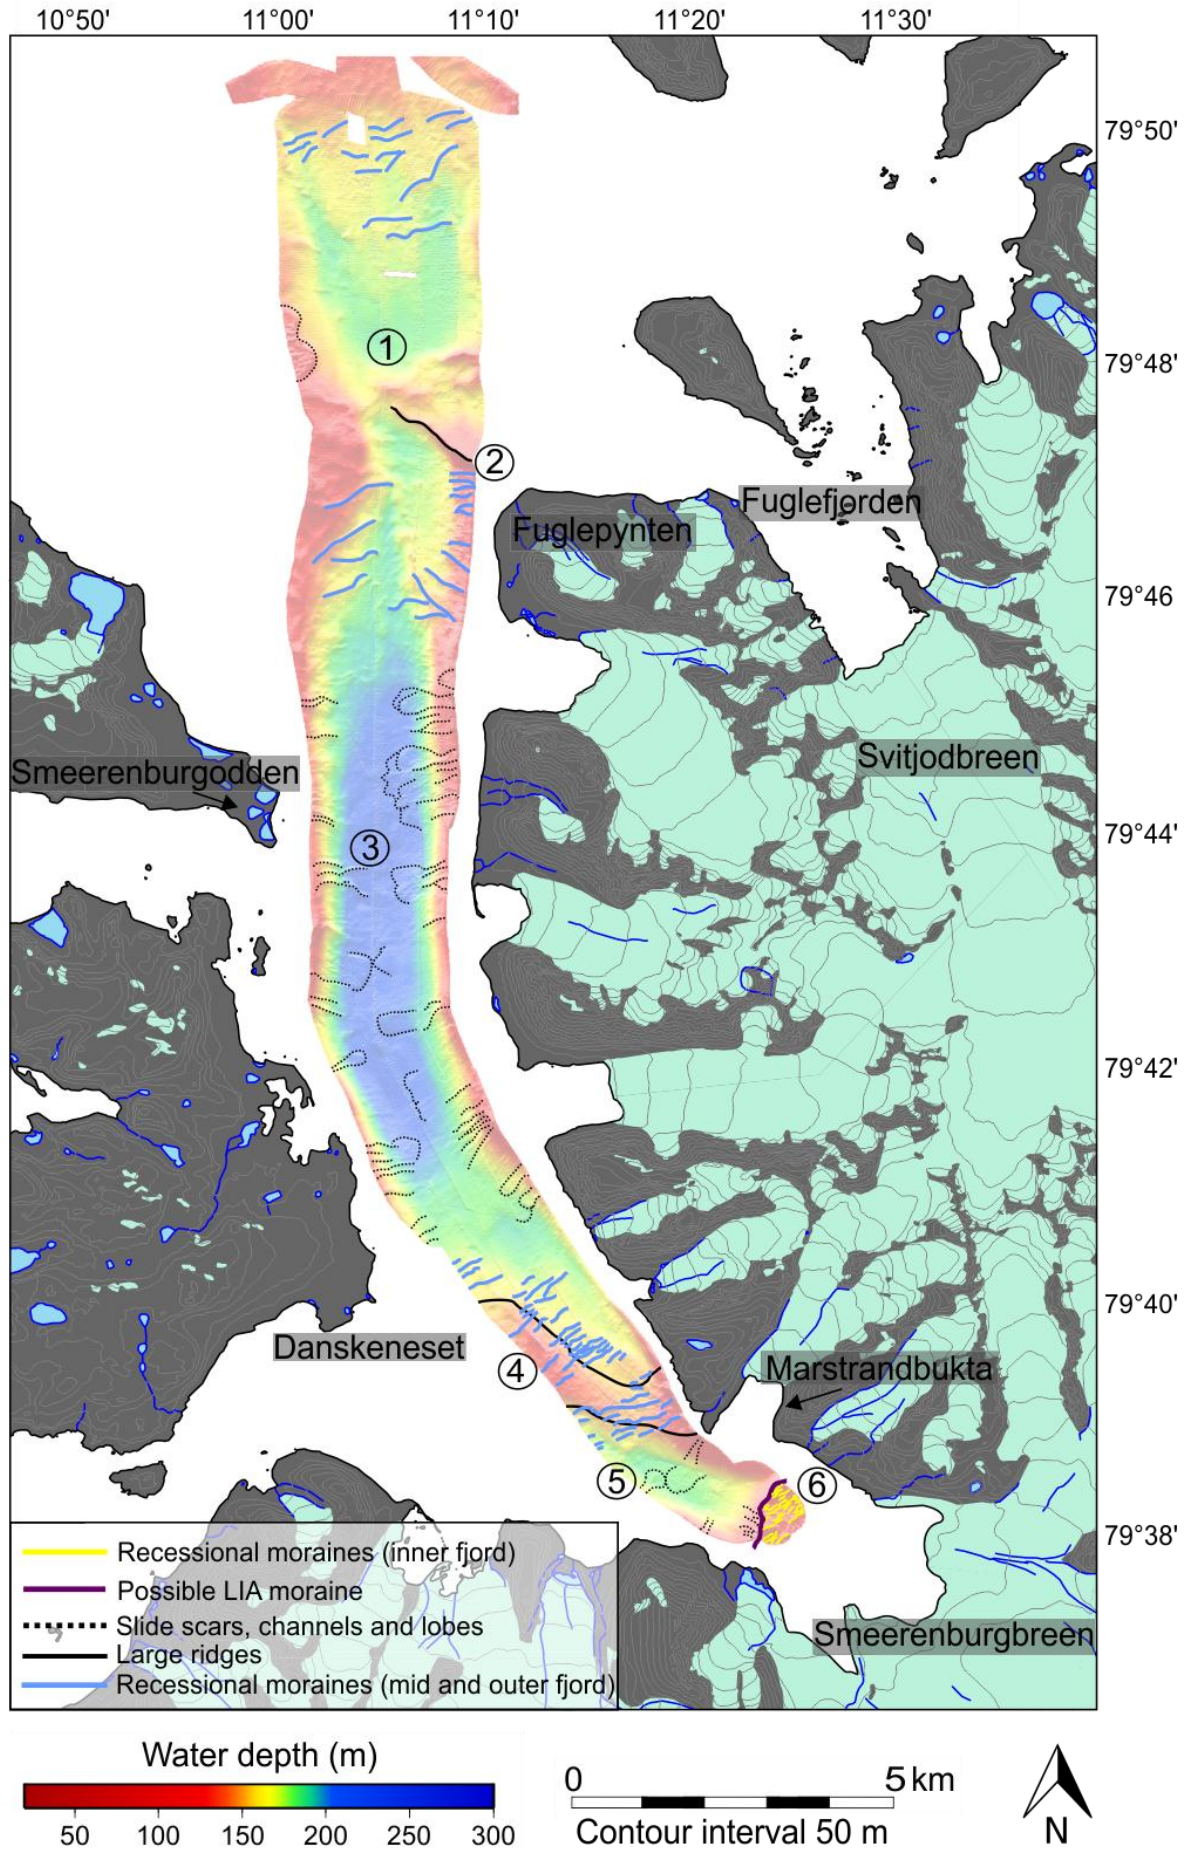 10°50' 11°00' 11°10' 11°20' 11°30'
79°50'
1
79°48'
2
Fuglefjorden
Fuglepynten
79°46'
Svitjodbreen
Smeerenburgodden
79°44'
3
79°42'
79°40'
Danskeneset
4
Marstrandbukta
5
6
79°38'
Recessional moraines (inner fjord)
Possible LIA moraine
Slide scars, channels and lobes
Large ridges
Recessional moraines (mid and outer fjord)
Smeerenburgbreen
Water depth (m)
50 100 150 200 250 300
0 5 km
Contour interval 50 m
N